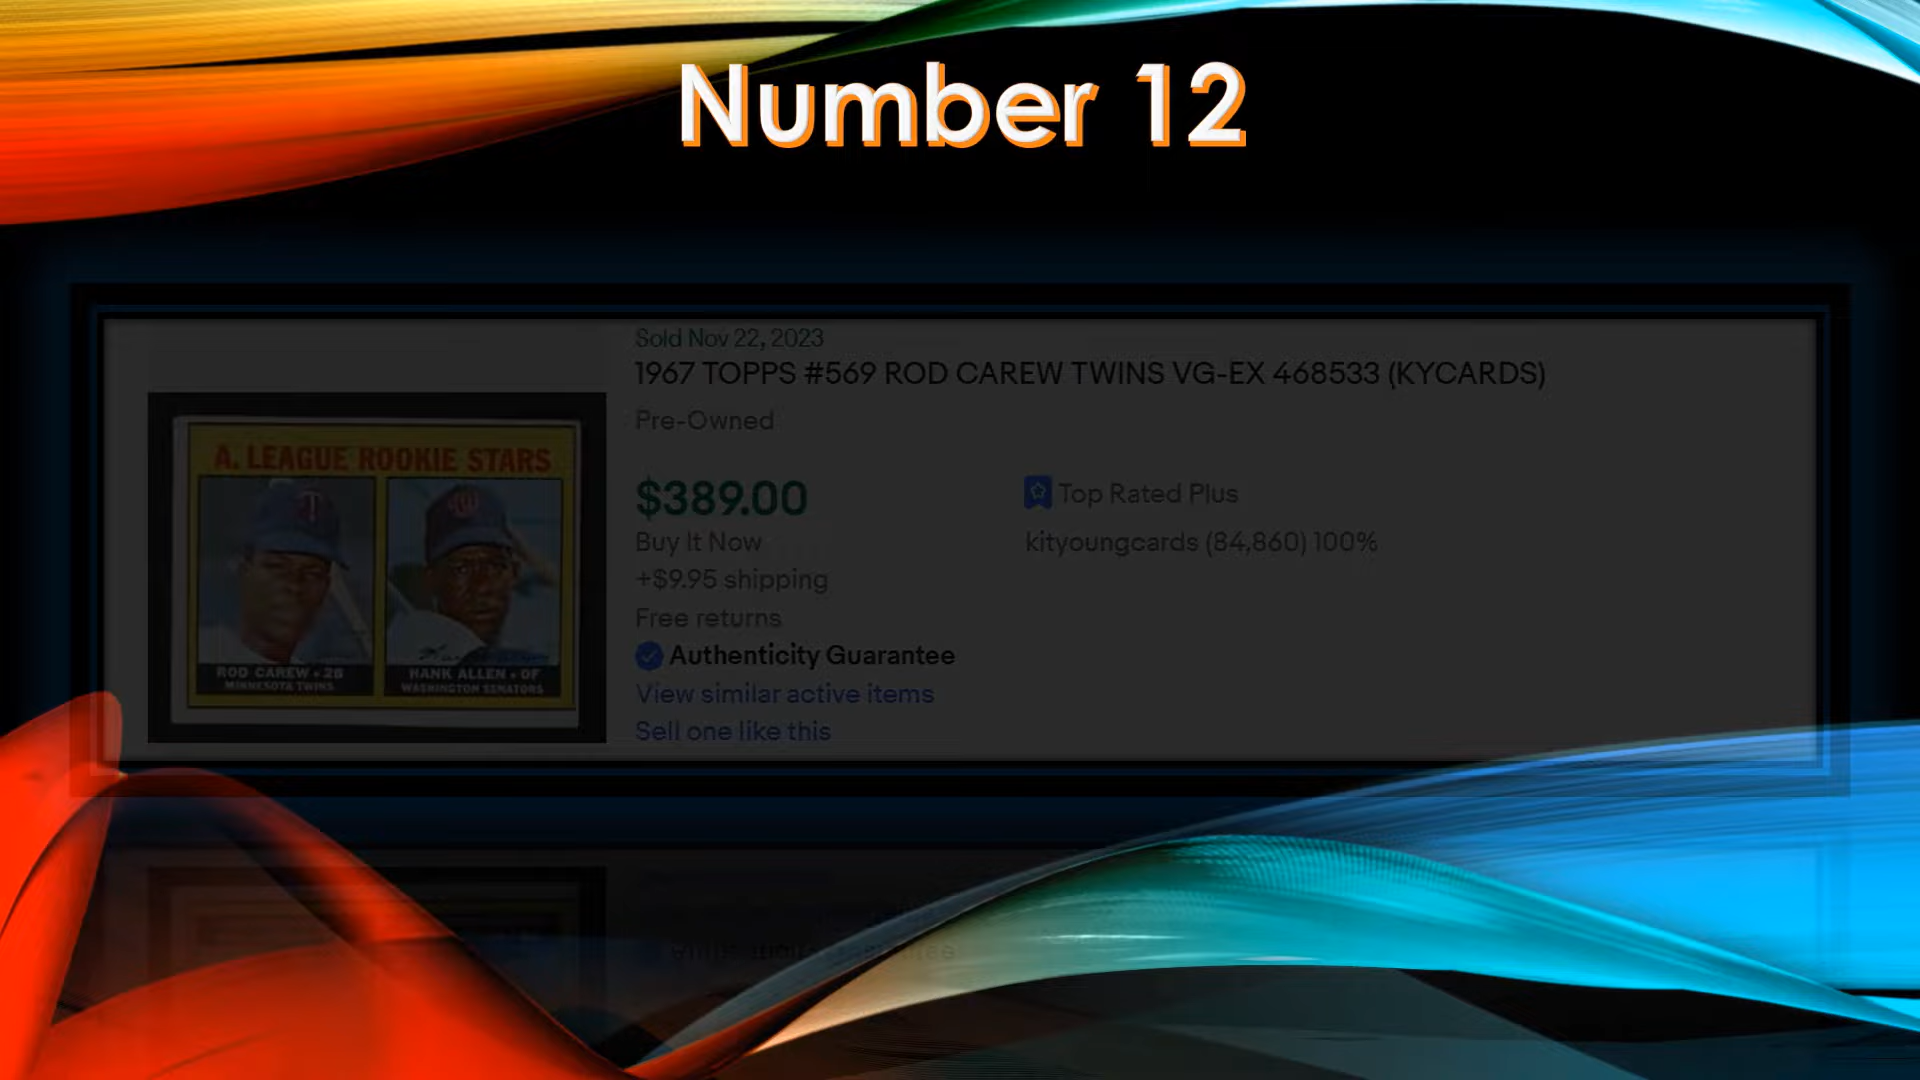 Number 12
Sold Nov 22, 2023
1967 TOPPS #569 ROD CAREW TWINS VG-EX 468533 (KYCARDS)
Pre-Owned
A. LEAGUE ROOKIE STARS
$389.00
Top Rated Plus
Buy It Now
kityoungcards (84,860) 100%
+$9.95 shipping
Free returns
Authenticity Guarantee
ROD CAREW • 2B
MINNESOTA TWINS
HANK ALLEN • OF
WASHINGTON SENATORS
View similar active items
Sell one like this